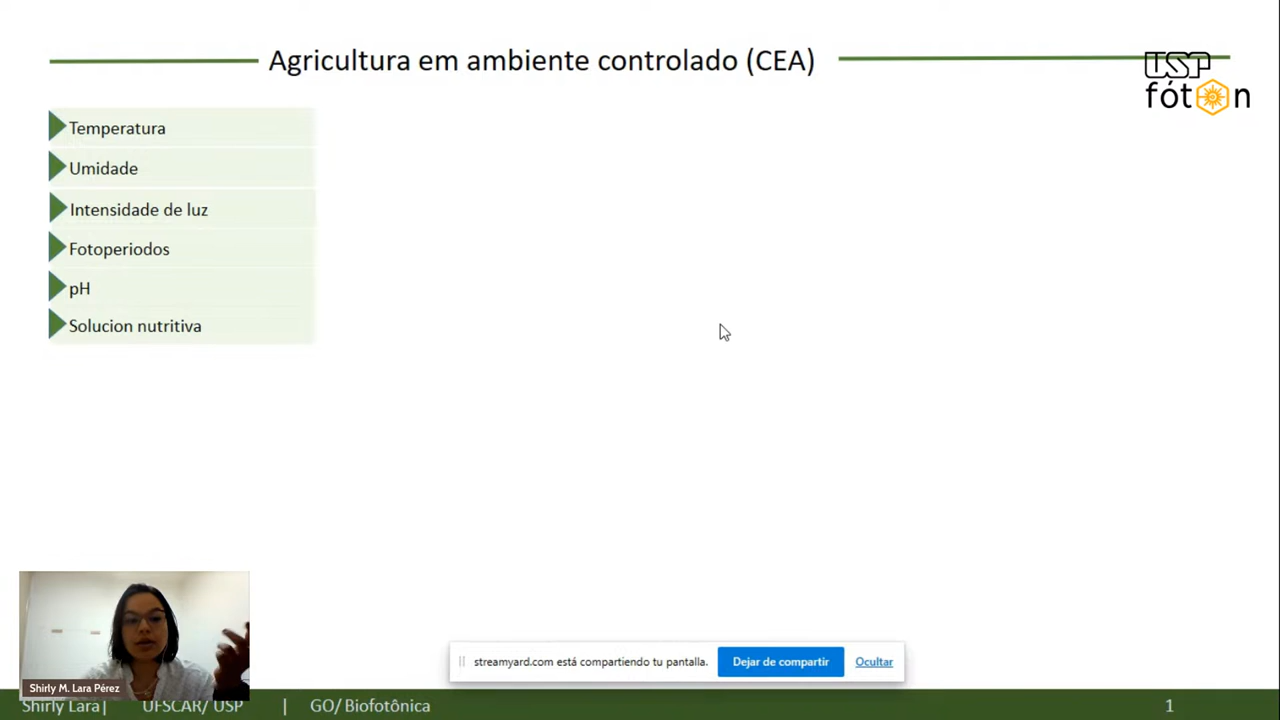 Agricultura em ambiente controlado (CEA)
USP
fóton
Temperatura
Umidade
Intensidade de luz
Fotoperiodos
pH
Solucion nutritiva
streamyard.com está compartiendo tu pantalla.
Dejar de compartir
Ocultar
Shirly M. Lara Pérez
Shirly Lara| UFSCAR/ USP | GO/ Biofotônica 1